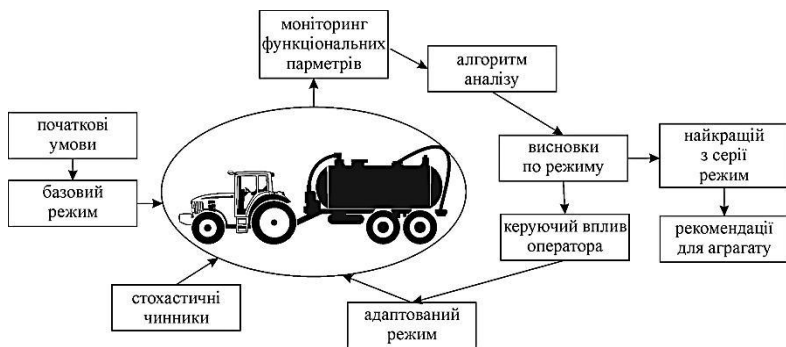 моніторинг
функціональних
парметрів
алгоритм
аналізу
початкові
умови
базовий
режим
висновки
по режиму
найкращій
з серії
режим
керуючий вплив
оператора
рекомендації
для аграгату
стохастичні
чинники
адаптований
режим